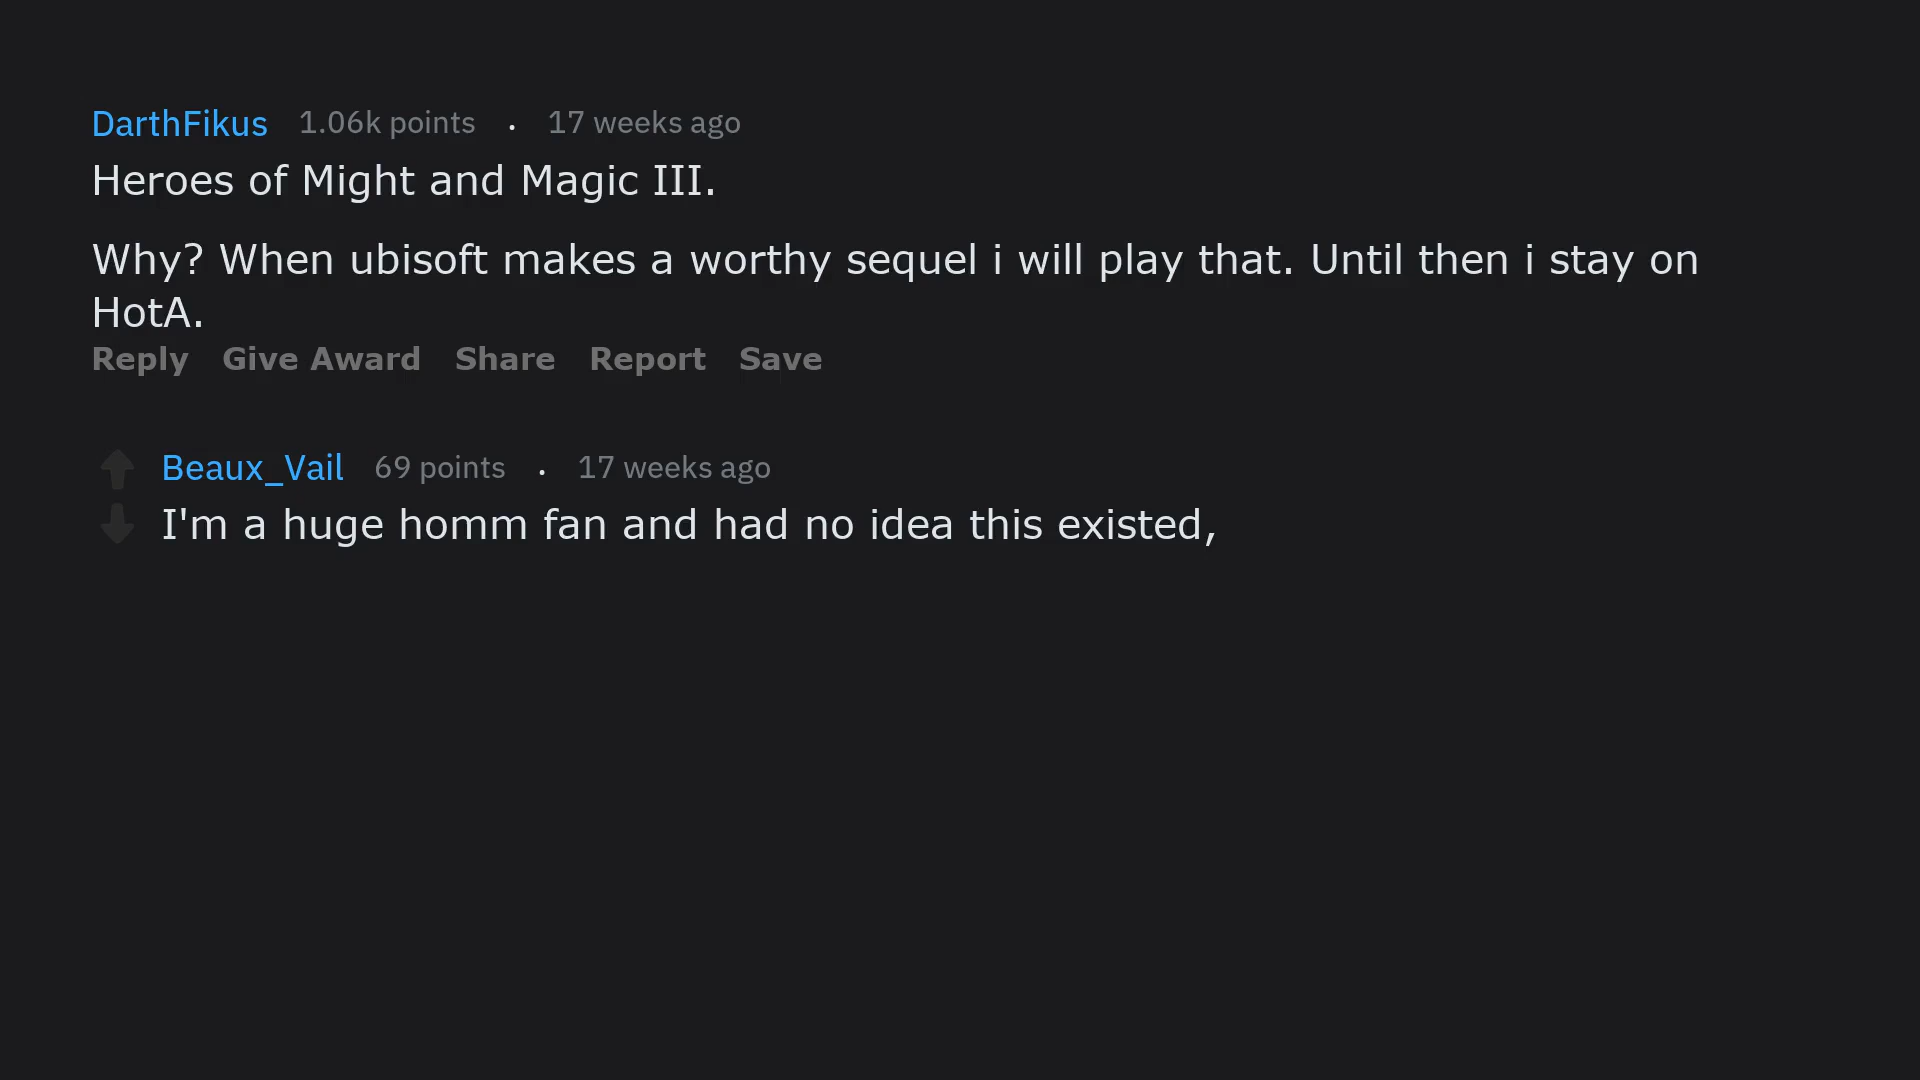 DarthFikus 1.06k points . 17 weeks ago
Heroes of Might and Magic III.
Why? When ubisoft makes a worthy sequel i will play that. Until then i stay on
HotA.
Reply Give Award Share Report Save
Beaux_Vail 69 points . 17 weeks ago
I'm a huge homm fan and had no idea this existed,